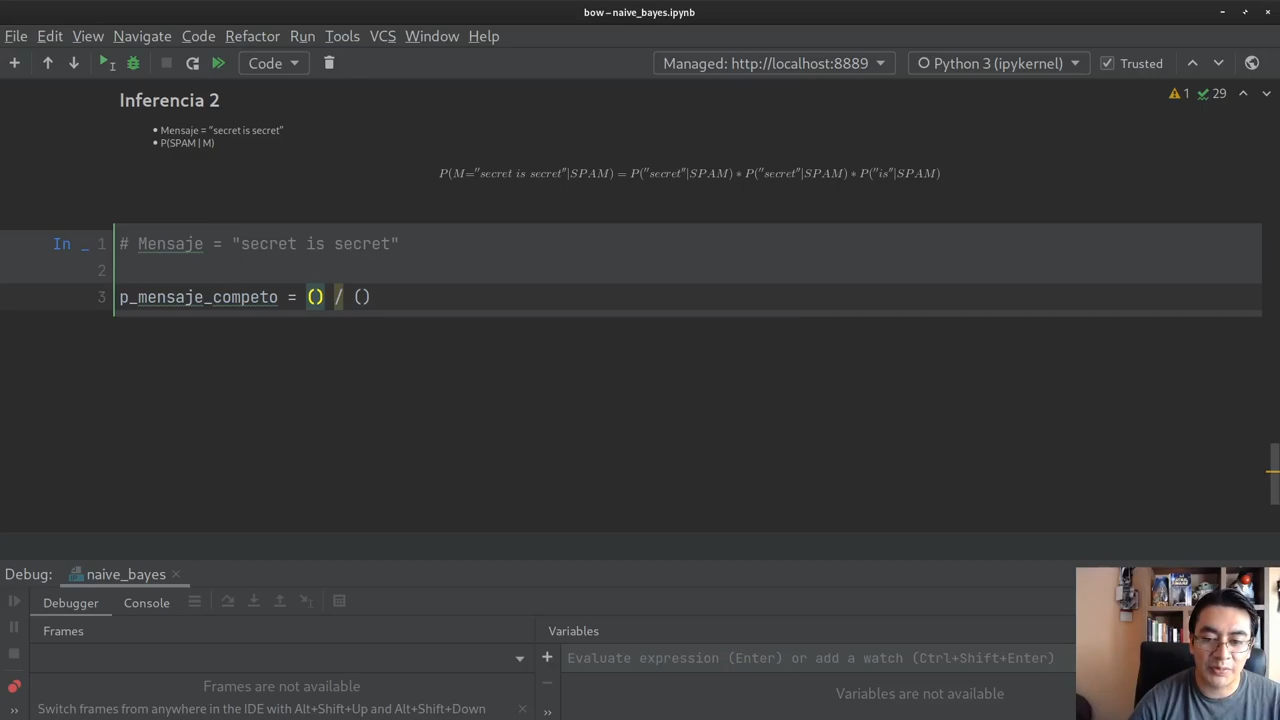 bow – naive_bayes.ipynb
File Edit View Navigate Code Refactor Run Tools VCS Window Help
Code Managed: http://localhost:8889 Python 3 (ipykernel) Trusted
Inferencia 2
1 29
• Mensaje = "secret is secret"
• P(SPAM | M)
P(M="secret is secret"|SPAM) = P("secret"|SPAM) * P("secret"|SPAM) * P("is"|SPAM)
In _ 1 # Mensaje = "secret is secret"
2
3 p_mensaje_competo = () / ()
Debug: naive_bayes
Debugger Console
Frames Variables
Evaluate expression (Enter) or add a watch (Ctrl+Shift+Enter)
Frames are not available Variables are not available
Switch frames from anywhere in the IDE with Alt+Shift+Up and Alt+Shift+Down